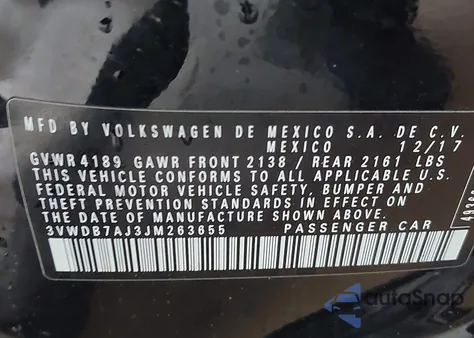 MFD BY VOLKSWAGEN DE MEXICO S.A. DE C.V.
MEXICO 12/17
GVWR 4189 GAWR FRONT 2138 / REAR 2161 LBS
THIS VEHICLE CONFORMS TO ALL APPLICABLE U.S.
FEDERAL MOTOR VEHICLE SAFETY, BUMPER AND
THEFT PREVENTION STANDARDS IN EFFECT ON
THE DATE OF MANUFACTURE SHOWN ABOVE.
3VWDB7AJ3JM263655 PASSENGER CAR
autoSnap